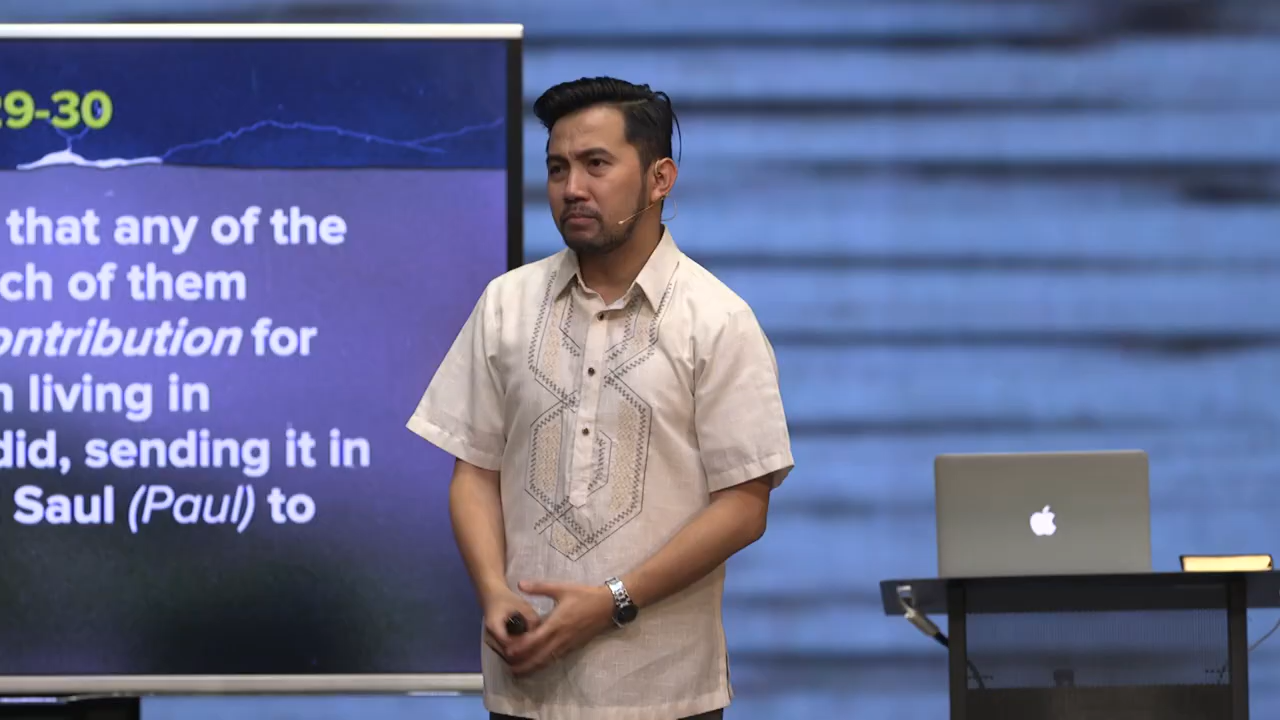 29-30
that any of the
ch of them
ontribution for
living in
did, sending it in
Saul (Paul) to